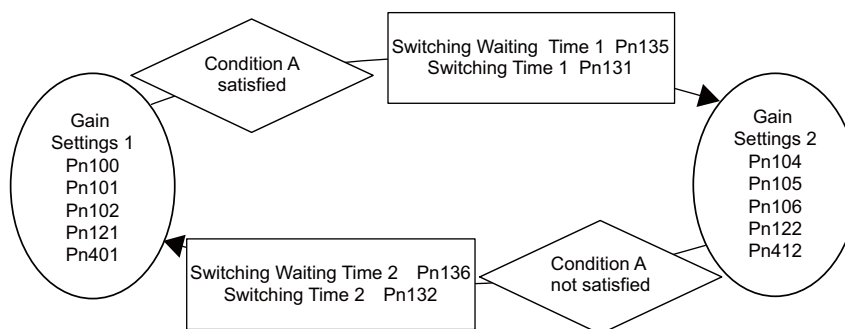 Condition A
satisfied
Switching Waiting Time 1 Pn135
Switching Time 1 Pn131
Gain
Settings 1
Pn100
Pn101
Pn102
Pn121
Pn401
Gain
Settings 2
Pn104
Pn105
Pn106
Pn122
Pn412
Switching Waiting Time 2 Pn136
Switching Time 2 Pn132
Condition A
not satisfied